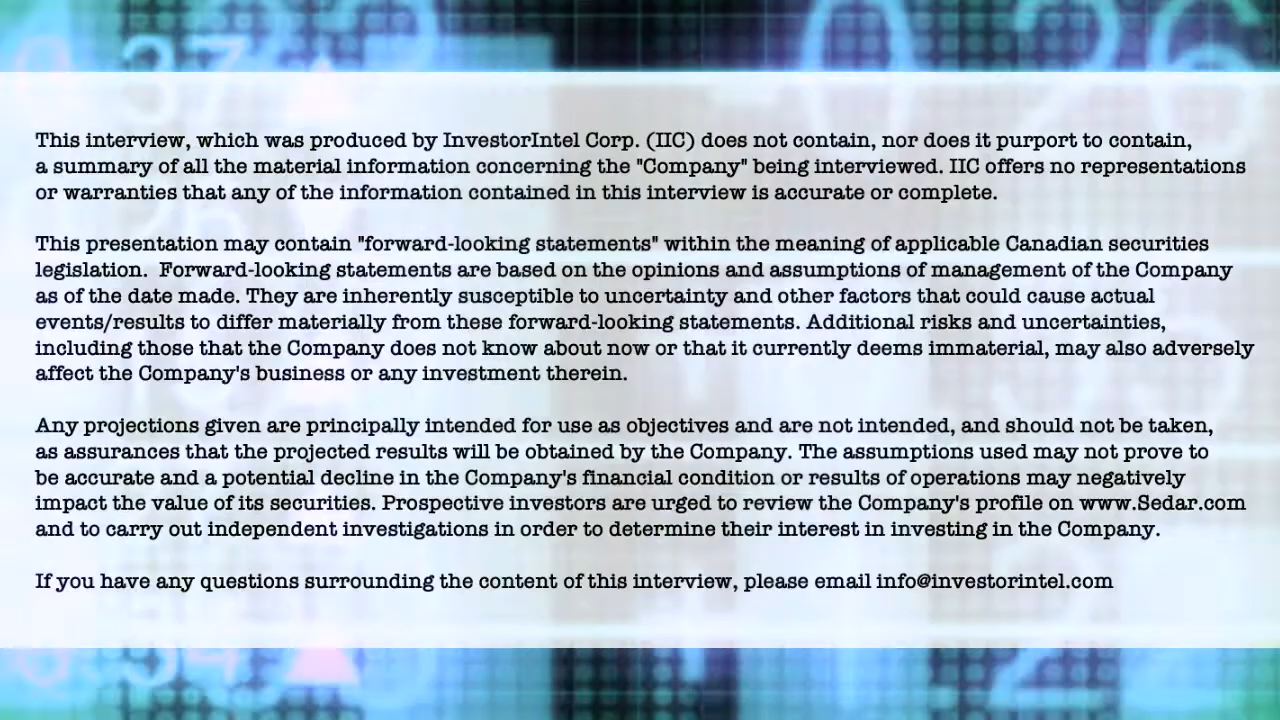 This interview, which was produced by InvestorIntel Corp. (IIC) does not contain, nor does it purport to contain,
a summary of all the material information concerning the "Company" being interviewed. IIC offers no representations
or warranties that any of the information contained in this interview is accurate or complete.
This presentation may contain "forward-looking statements" within the meaning of applicable Canadian securities
legislation.  Forward-looking statements are based on the opinions and assumptions of management of the Company
as of the date made. They are inherently susceptible to uncertainty and other factors that could cause actual
events/results to differ materially from these forward-looking statements. Additional risks and uncertainties,
including those that the Company does not know about now or that it currently deems immaterial, may also adversely
affect the Company's business or any investment therein.
Any projections given are principally intended for use as objectives and are not intended, and should not be taken,
as assurances that the projected results will be obtained by the Company. The assumptions used may not prove to
be accurate and a potential decline in the Company's financial condition or results of operations may negatively
impact the value of its securities. Prospective investors are urged to review the Company's profile on www.Sedar.com
and to carry out independent investigations in order to determine their interest in investing in the Company.
If you have any questions surrounding the content of this interview, please email info@investorintel.com